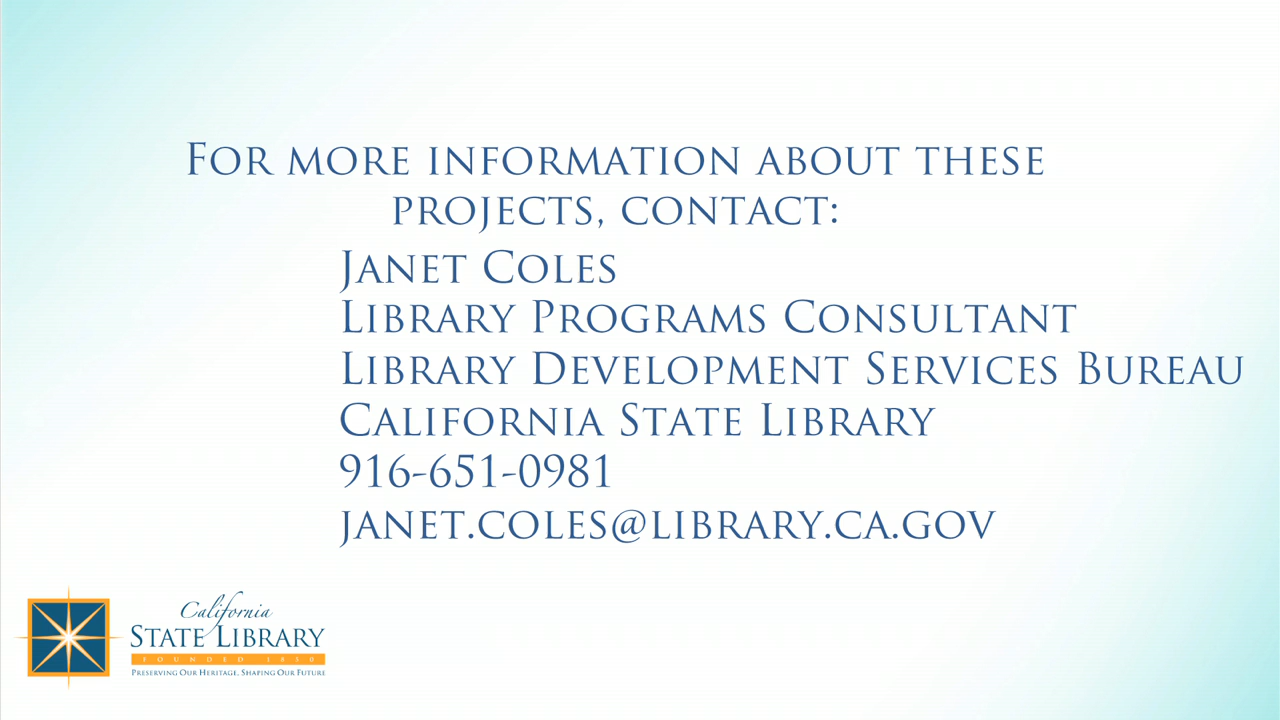 For more information about these
projects, contact:
Janet Coles
Library Programs Consultant
Library Development Services Bureau
California State Library
916-651-0981
janet.coles@library.ca.gov
California
State Library
FOUNDED 1850
Preserving Our Heritage, Shaping Our Future